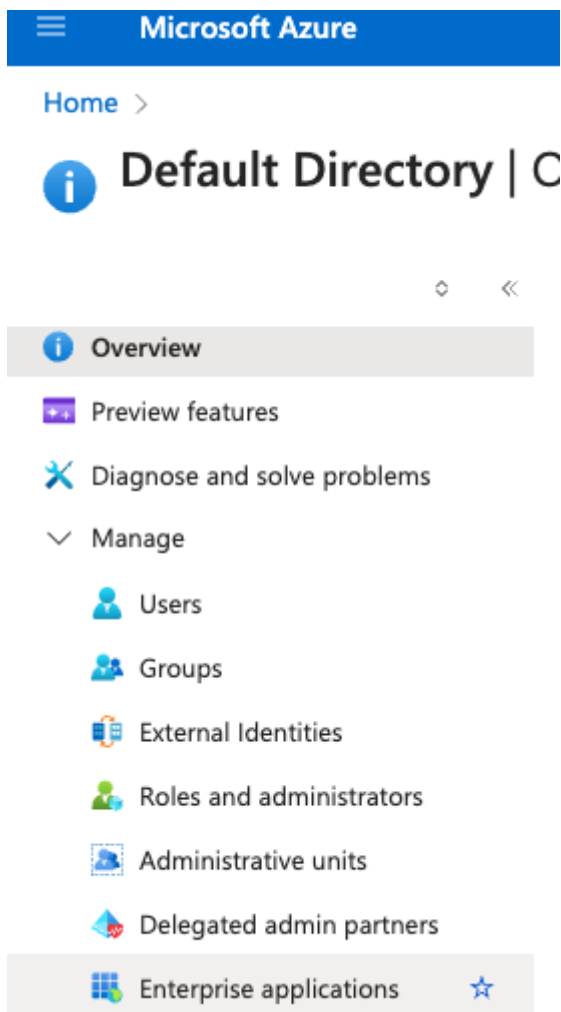 Microsoft Azure
Home >
Default Directory |
Overview
Preview features
Diagnose and solve problems
Manage
Users
Groups
External Identities
Roles and administrators
Administrative units
Delegated admin partners
Enterprise applications